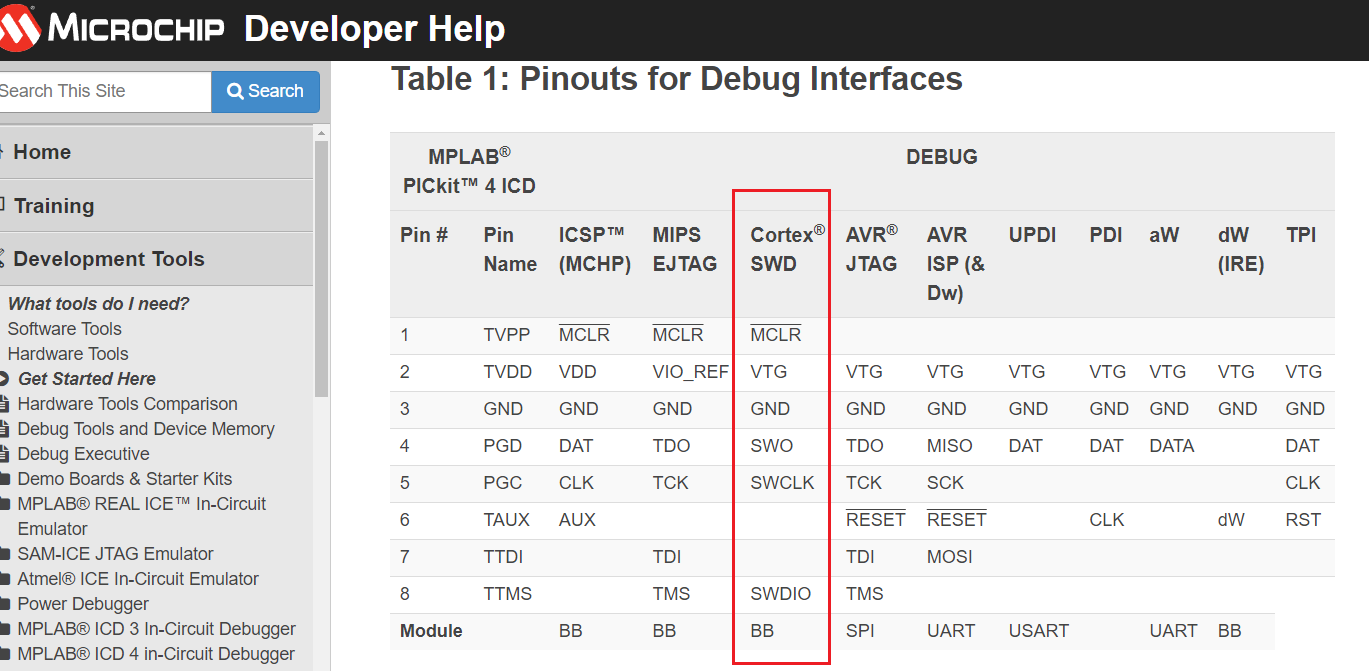 MICROCHIP Developer Help
Search This Site
Search
Home
Training
Development Tools
What tools do I need?
Software Tools
Hardware Tools
Get Started Here
Hardware Tools Comparison
Debug Tools and Device Memory
Debug Executive
Demo Boards & Starter Kits
MPLAB® REAL ICE™ In-Circuit
Emulator
SAM-ICE JTAG Emulator
Atmel® ICE In-Circuit Emulator
Power Debugger
MPLAB® ICD 3 In-Circuit Debugger
MPLAB® ICD 4 in-Circuit Debugger
Table 1: Pinouts for Debug Interfaces
MPLAB® PICkit™ 4 ICD DEBUG
Pin # Pin Name ICSP™ (MCHP) MIPS EJTAG Cortex® SWD AVR® JTAG AVR ISP (& Dw) UPDI PDI aW dW (IRE) TPI
1 TVPP MCLR MCLR MCLR
2 TVDD VDD VIO_REF VTG VTG VTG VTG VTG VTG VTG VTG
3 GND GND GND GND GND GND GND GND GND GND GND
4 PGD DAT TDO SWO TDO MISO DAT DAT DATA DAT
5 PGC CLK TCK SWCLK TCK SCK CLK
6 TAUX AUX RESET RESET CLK dW RST
7 TTDI TDI TDI MOSI
8 TTMS TMS SWDIO TMS
Module BB BB BB SPI UART USART UART BB